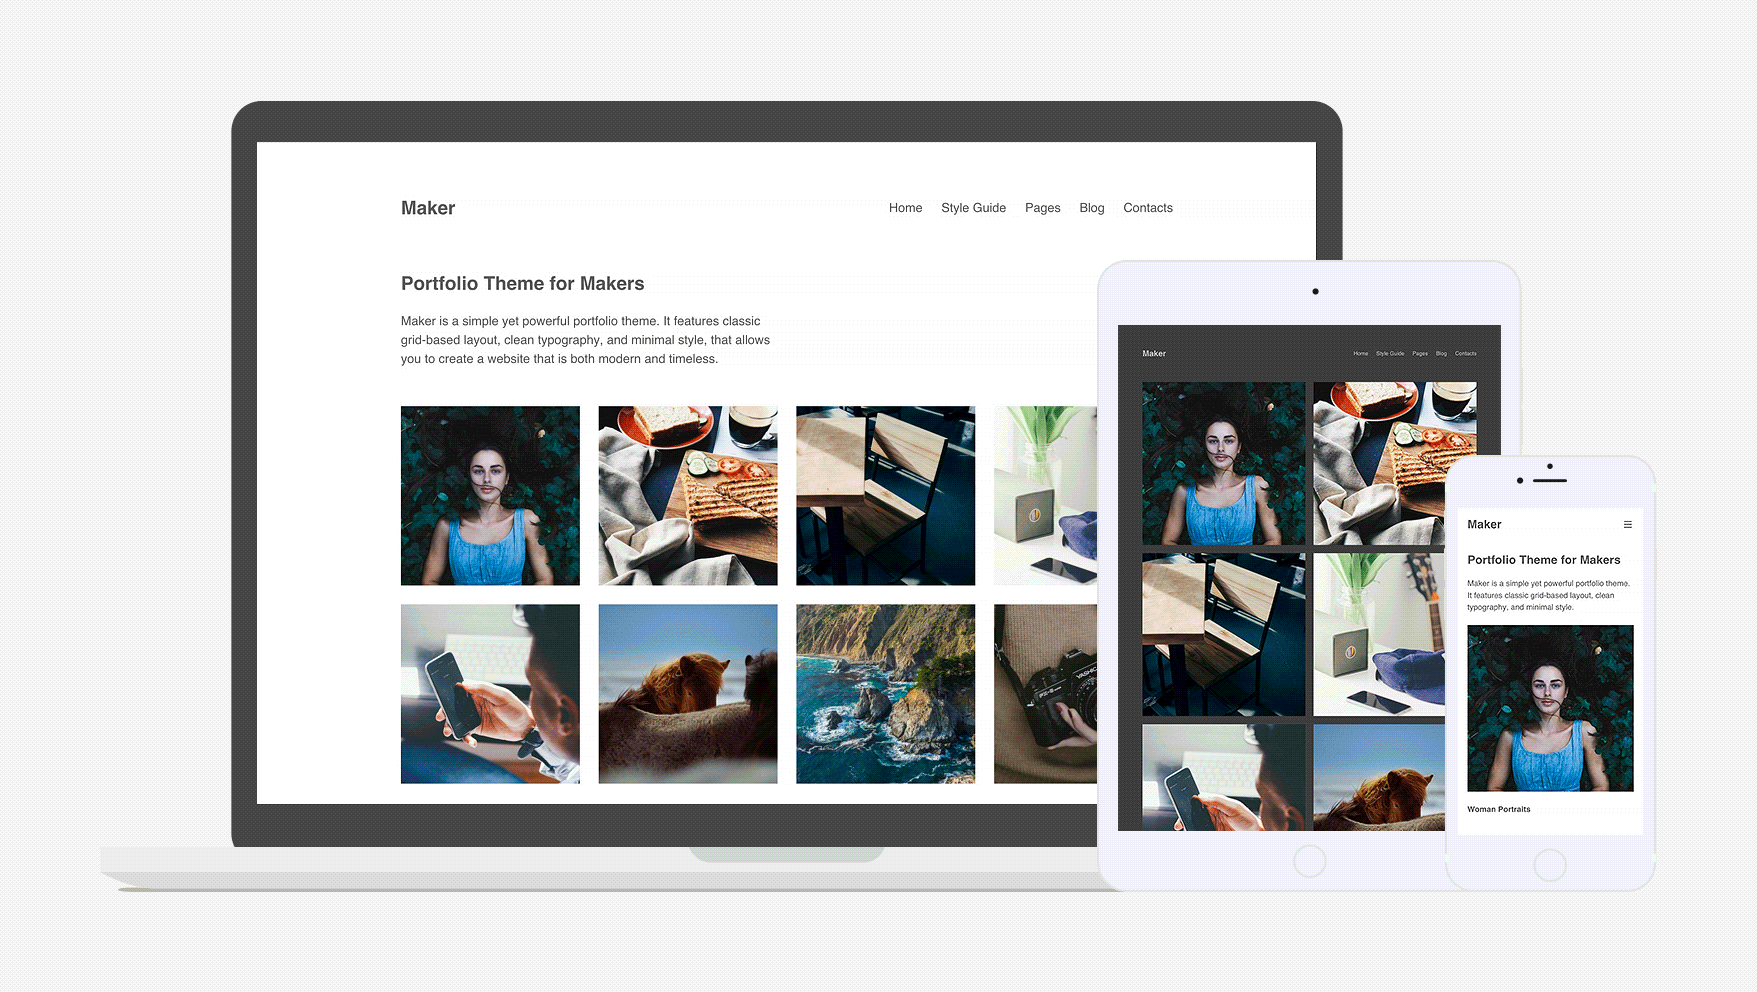 Maker
Home Style Guide Pages Blog Contacts
Portfolio Theme for Makers
Maker is a simple yet powerful portfolio theme. It features classic
grid-based layout, clean typography, and minimal style, that allows
you to create a website that is both modern and timeless.
YASHICA
Maker
Home Style Guide Pages Blog Contacts
Maker
Portfolio Theme for Makers
Maker is a simple yet powerful portfolio theme.
It features classic grid-based layout, clean
typography, and minimal style.
Woman Portraits